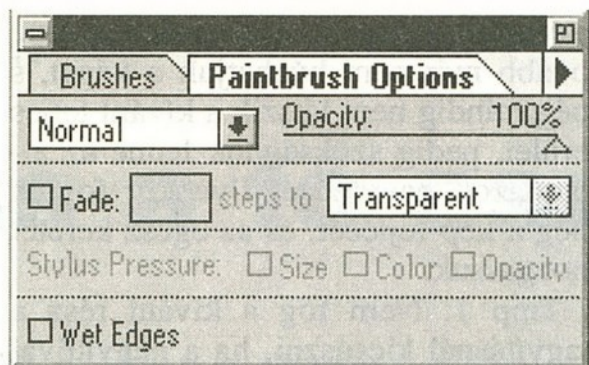 Brushes Paintbrush Options
Normal Opacity: 100%
Fade: steps to Transparent
Stylus Pressure: Size Color Opacity
Wet Edges